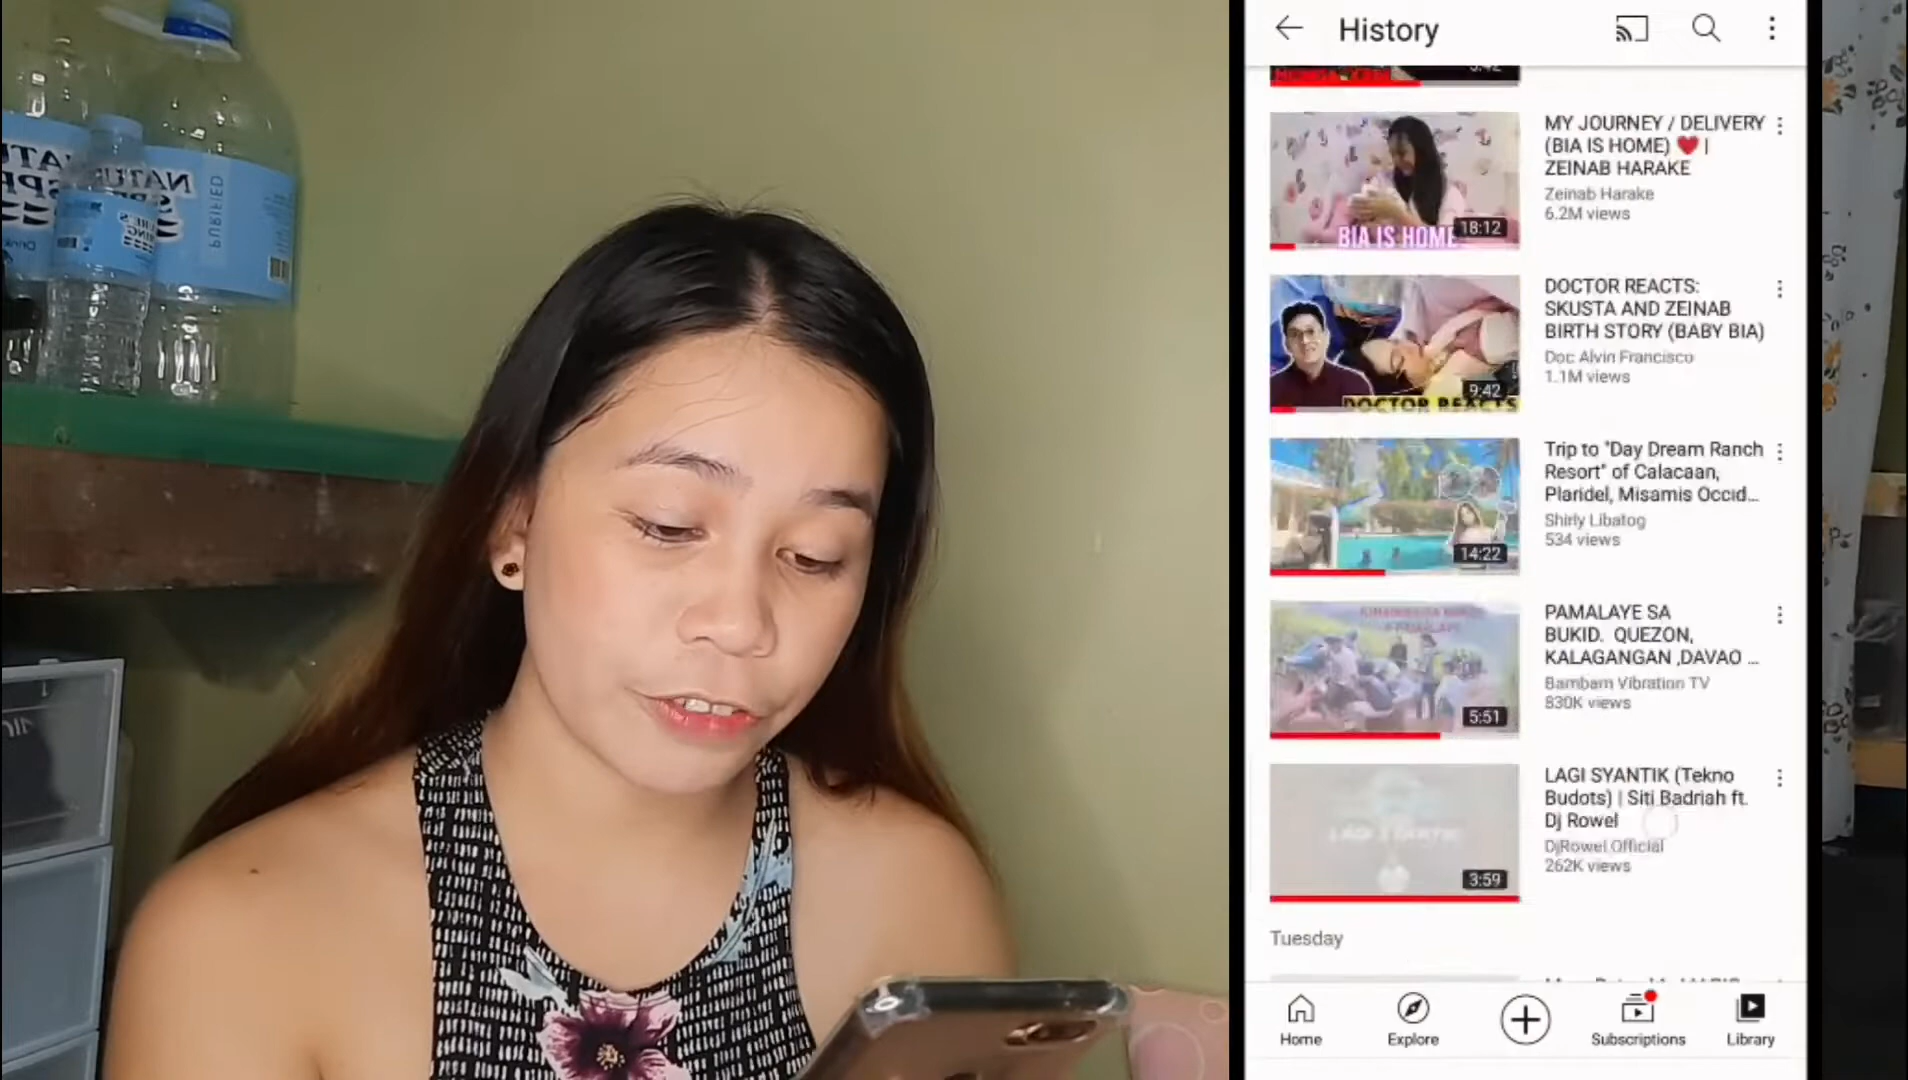 History
MY JOURNEY / DELIVERY
(BIA IS HOME) ❤️ |
ZEINAB HARAKE
Zeinab Harake
6.2M views
18:12
BIA IS HOME
DOCTOR REACTS:
SKUSTA AND ZEINAB
BIRTH STORY (BABY BIA)
Doc Alvin Francisco
1.1M views
9:42
DOCTOR REACTS
Trip to "Day Dream Ranch
Resort" of Calacaan,
Plaridel, Misamis Occid...
Shirly Libatog
534 views
14:22
PAMALAYE SA
BUKID. QUEZON,
KALAGANGAN ,DAVAO ...
Bambam Vibration TV
830K views
5:51
LAGI SYANTIK (Tekno
Budots) | Siti Badriah ft.
Dj Rowel
DjRowel Official
262K views
3:59
LAGI SYANTIK
Tuesday
Home
Explore
Subscriptions
Library
PURIFIED